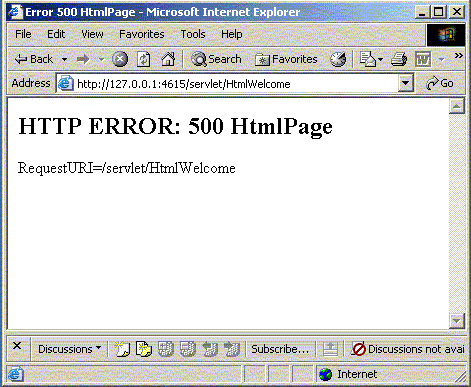 Error 500 HtmlPage - Microsoft Internet Explorer
File Edit View Favorites Tools Help
Back Search Favorites »
Address http://127.0.0.1:4615/servlet/HtmlWelcome Go
HTTP ERROR: 500 HtmlPage
RequestURI=/servlet/HtmlWelcome
Discussions Subscribe... Discussions not avai
Internet